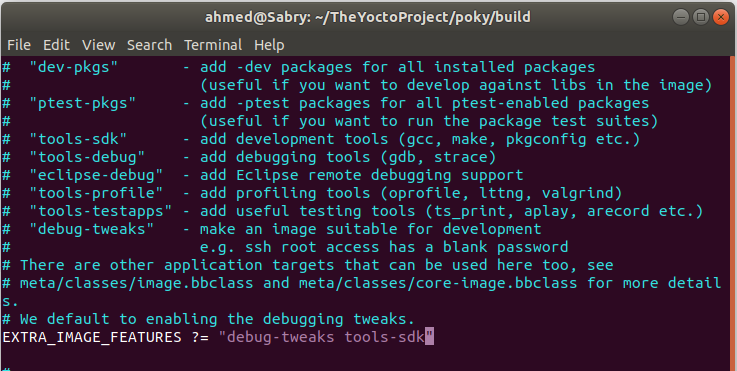 ahmed@Sabry: ~/TheYoctoProject/poky/build
File Edit View Search Terminal Help
#  "dev-pkgs"       - add -dev packages for all installed packages
#                     (useful if you want to develop against libs in the image)
#  "ptest-pkgs"     - add -ptest packages for all ptest-enabled packages
#                     (useful if you want to run the package test suites)
#  "tools-sdk"      - add development tools (gcc, make, pkgconfig etc.)
#  "tools-debug"    - add debugging tools (gdb, strace)
#  "eclipse-debug"  - add Eclipse remote debugging support
#  "tools-profile"  - add profiling tools (oprofile, lttng, valgrind)
#  "tools-testapps" - add useful testing tools (ts_print, aplay, arecord etc.)
#  "debug-tweaks"   - make an image suitable for development
#                     e.g. ssh root access has a blank password
# There are other application targets that can be used here too, see
# meta/classes/image.bbclass and meta/classes/core-image.bbclass for more detail
s.
# We default to enabling the debugging tweaks.
EXTRA_IMAGE_FEATURES ?= "debug-tweaks tools-sdk"
#